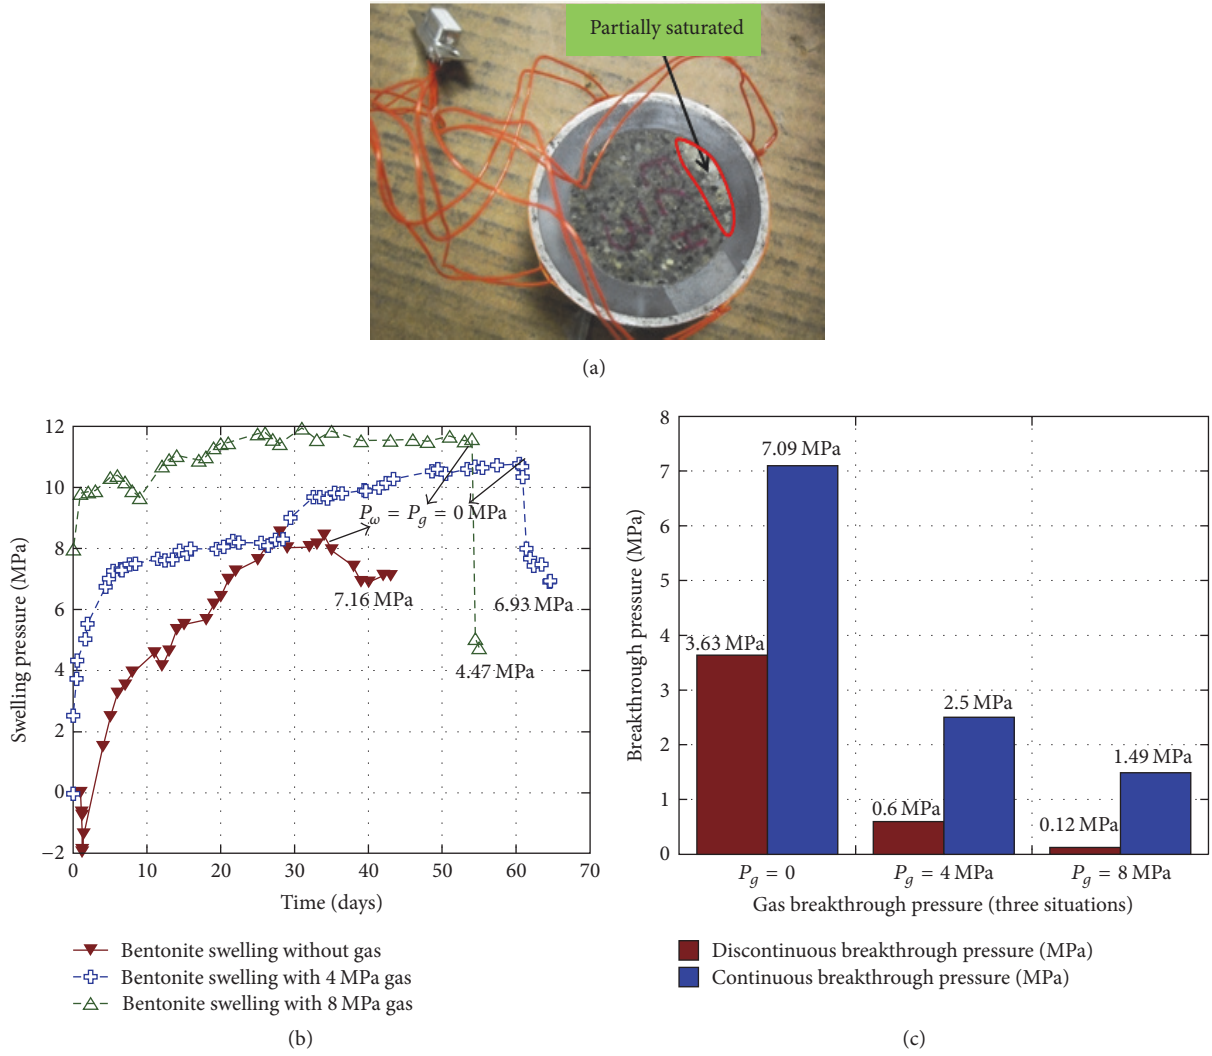 Partially saturated
(a)
12
10
8
6
4
2
0
−2
Swelling pressure (MPa)
P_ω = P_g = 0 MPa
7.16 MPa
6.93 MPa
4.47 MPa
0 10 20 30 40 50 60 70
Time (days)
Bentonite swelling without gas
Bentonite swelling with 4 MPa gas
Bentonite swelling with 8 MPa gas
(b)
8
7
6
5
4
3
2
1
0
Breakthrough pressure (MPa)
7.09 MPa
3.63 MPa
2.5 MPa
0.6 MPa
1.49 MPa
0.12 MPa
P_g = 0 P_g = 4 MPa P_g = 8 MPa
Gas breakthrough pressure (three situations)
Discontinuous breakthrough pressure (MPa)
Continuous breakthrough pressure (MPa)
(c)